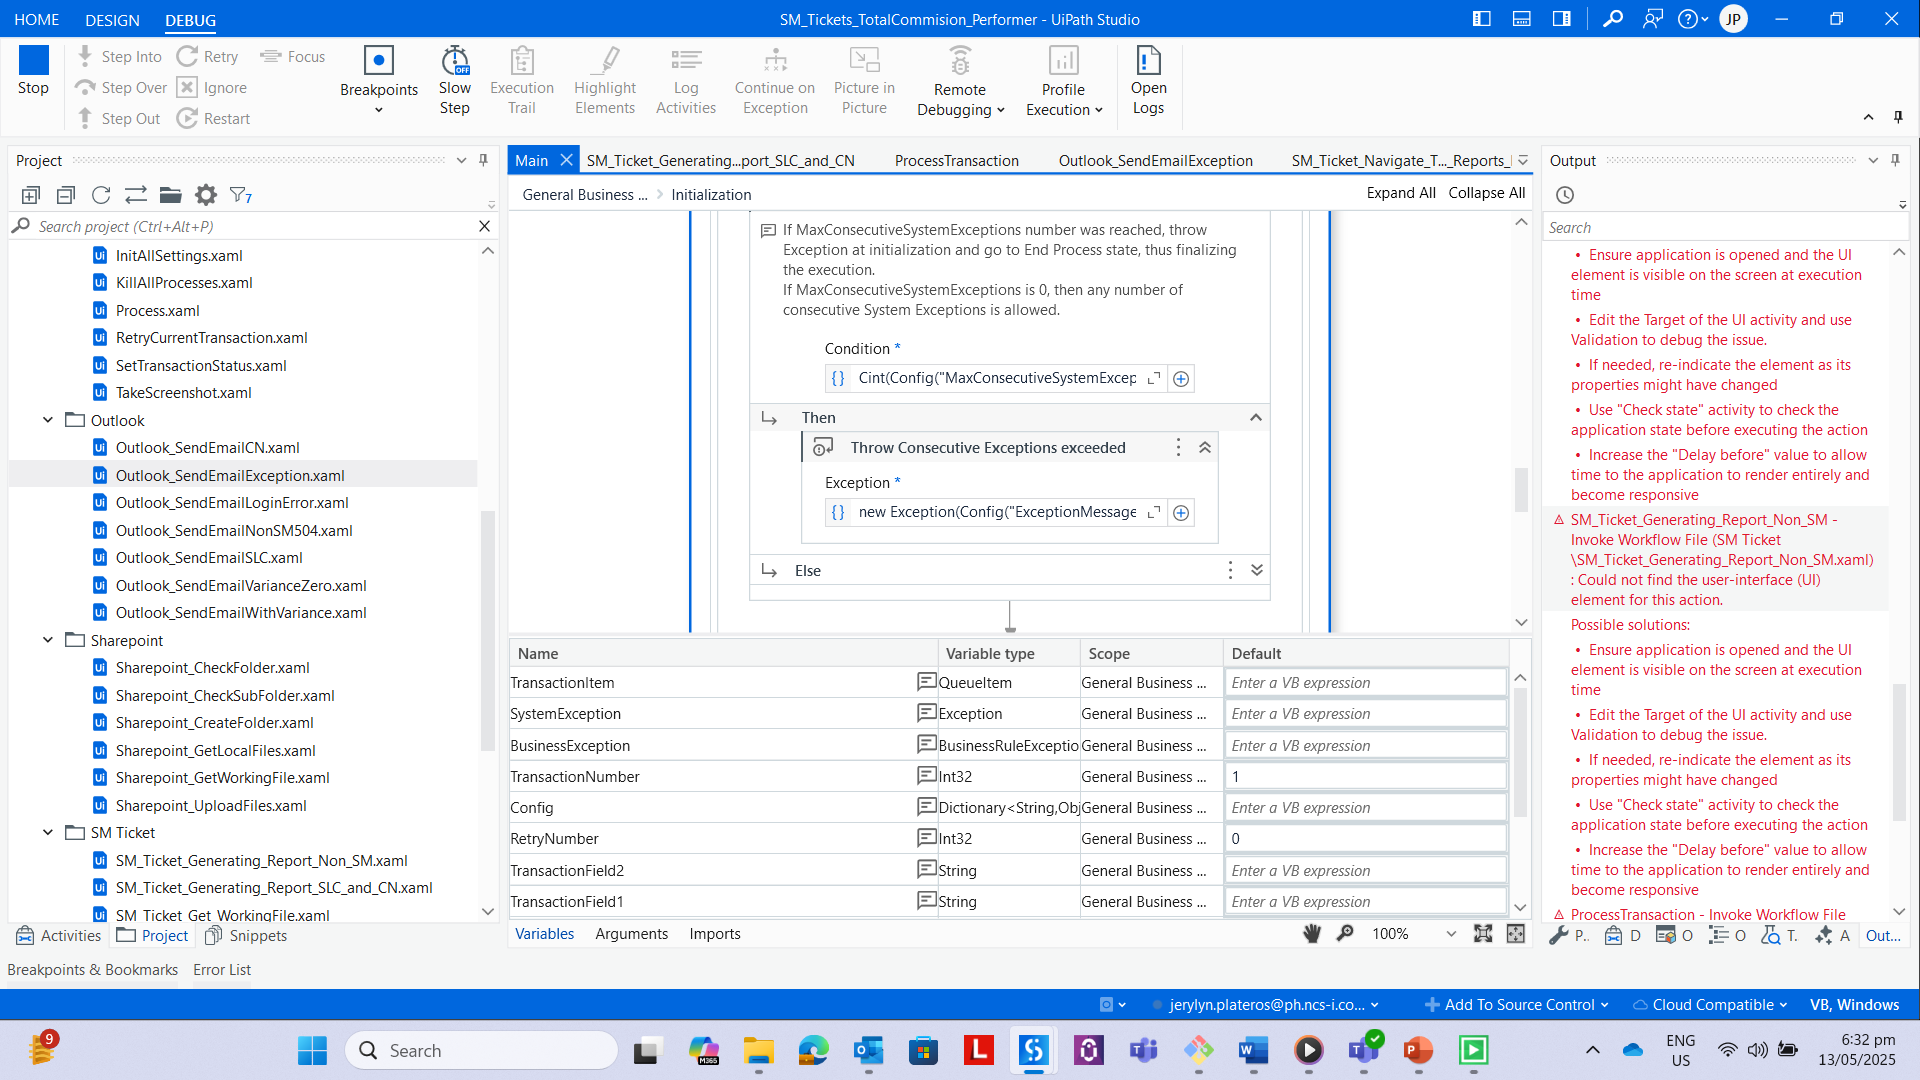 HOME DESIGN DEBUG
SM_Tickets_TotalCommision_Performer - UiPath Studio
JP
Stop
Step Into
Step Over
Step Out
Retry
Ignore
Restart
Focus
Breakpoints
OFF
Slow Step
Execution Trail
Highlight Elements
Log Activities
Continue on Exception
Picture in Picture
Remote Debugging
Profile Execution
Open Logs
Project
7
Search project (Ctrl+Alt+P)
InitAllSettings.xaml
KillAllProcesses.xaml
Process.xaml
RetryCurrentTransaction.xaml
SetTransactionStatus.xaml
TakeScreenshot.xaml
Outlook
Outlook_SendEmailCN.xaml
Outlook_SendEmailException.xaml
Outlook_SendEmailLoginError.xaml
Outlook_SendEmailNonSM504.xaml
Outlook_SendEmailSLC.xaml
Outlook_SendEmailVarianceZero.xaml
Outlook_SendEmailWithVariance.xaml
Sharepoint
Sharepoint_CheckFolder.xaml
Sharepoint_CheckSubFolder.xaml
Sharepoint_CreateFolder.xaml
Sharepoint_GetLocalFiles.xaml
Sharepoint_GetWorkingFile.xaml
Sharepoint_UploadFiles.xaml
SM Ticket
SM_Ticket_Generating_Report_Non_SM.xaml
SM_Ticket_Generating_Report_SLC_and_CN.xaml
SM_Ticket_Get_WorkingFile.xaml
Activities Project Snippets
Main SM_Ticket_Generating...port_SLC_and_CN ProcessTransaction Outlook_SendEmailException SM_Ticket_Navigate_T..._Reports_
General Business ... Initialization Expand All Collapse All
If MaxConsecutiveSystemExceptions number was reached, throw
Exception at initialization and go to End Process state, thus finalizing
the execution.
If MaxConsecutiveSystemExceptions is 0, then any number of
consecutive System Exceptions is allowed.
Condition *
{} Cint(Config("MaxConsecutiveSystemExcep
Then
Throw Consecutive Exceptions exceeded
Exception *
{} new Exception(Config("ExceptionMessage
Else
Name Variable type Scope Default
TransactionItem QueueItem General Business ... Enter a VB expression
SystemException Exception General Business ... Enter a VB expression
BusinessException BusinessRuleExceptio General Business ... Enter a VB expression
TransactionNumber Int32 General Business ... 1
Config Dictionary<String,Obj General Business ... Enter a VB expression
RetryNumber Int32 General Business ... 0
TransactionField2 String General Business ... Enter a VB expression
TransactionField1 String General Business ... Enter a VB expression
Variables Arguments Imports 100%
Output
Search
• Ensure application is opened and the UI
element is visible on the screen at execution
time
• Edit the Target of the UI activity and use
Validation to debug the issue.
• If needed, re-indicate the element as its
properties might have changed
• Use "Check state" activity to check the
application state before executing the action
• Increase the "Delay before" value to allow
time to the application to render entirely and
become responsive
SM_Ticket_Generating_Report_Non_SM -
Invoke Workflow File (SM Ticket
\SM_Ticket_Generating_Report_Non_SM.xaml)
: Could not find the user-interface (UI)
element for this action.
Possible solutions:
• Ensure application is opened and the UI
element is visible on the screen at execution
time
• Edit the Target of the UI activity and use
Validation to debug the issue.
• If needed, re-indicate the element as its
properties might have changed
• Use "Check state" activity to check the
application state before executing the action
• Increase the "Delay before" value to allow
time to the application to render entirely and
become responsive
ProcessTransaction - Invoke Workflow File
P.. D O O T. A Out...
Breakpoints & Bookmarks Error List
jerylyn.plateros@ph.ncs-i.co... Add To Source Control Cloud Compatible VB, Windows
9
Search
M365
L
ENG
US
6:32 pm
13/05/2025